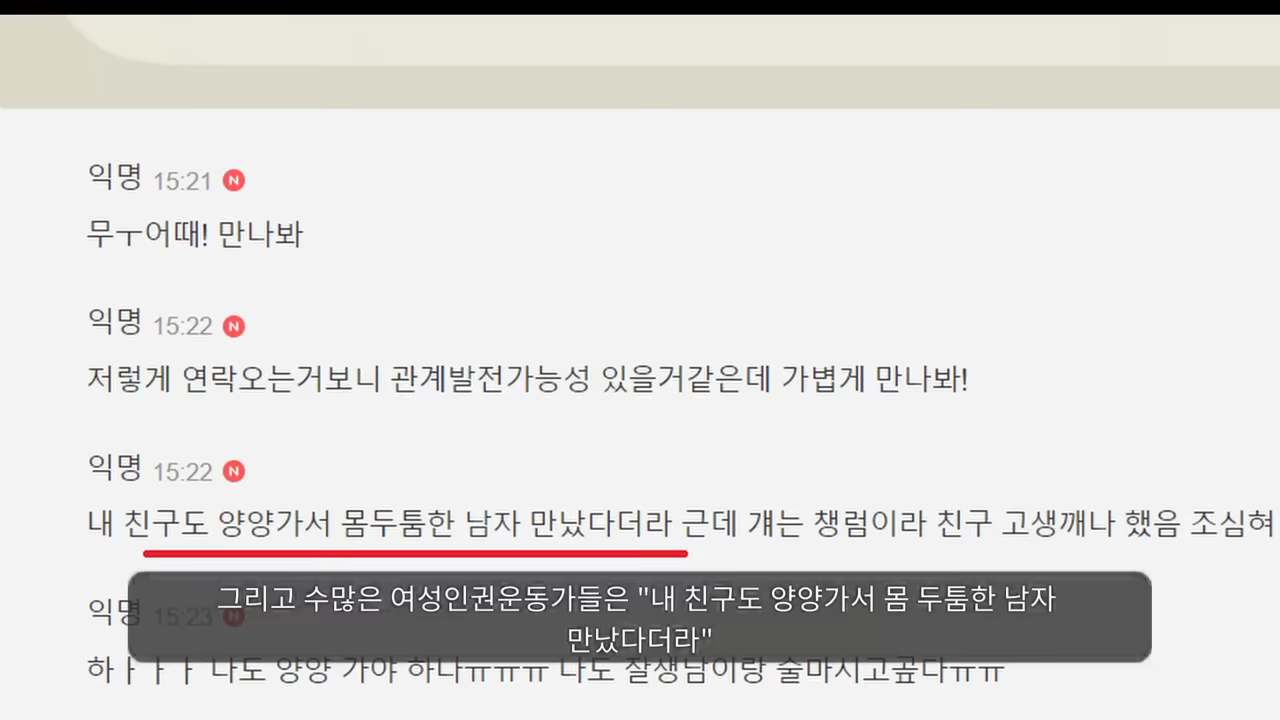 익명 15:21 N
무ㅜ어때! 만나봐
익명 15:22 N
저렇게 연락오는거보니 관계발전가능성 있을거같은데 가볍게 만나봐!
익명 15:22 N
내 친구도 양양가서 몸두툼한 남자 만났다더라 근데 걔는 챙럼이라 친구 고생깨나 했음 조심혀
그리고 수많은 여성인권운동가들은 "내 친구도 양양가서 몸 두툼한 남자
만났다더라"
익명 15:23 N
하ㅏㅏㅏ 나도 양양 가야 하나ㅠㅠㅠ 나도 잘생남이랑 술마시고곺다ㅠㅠ